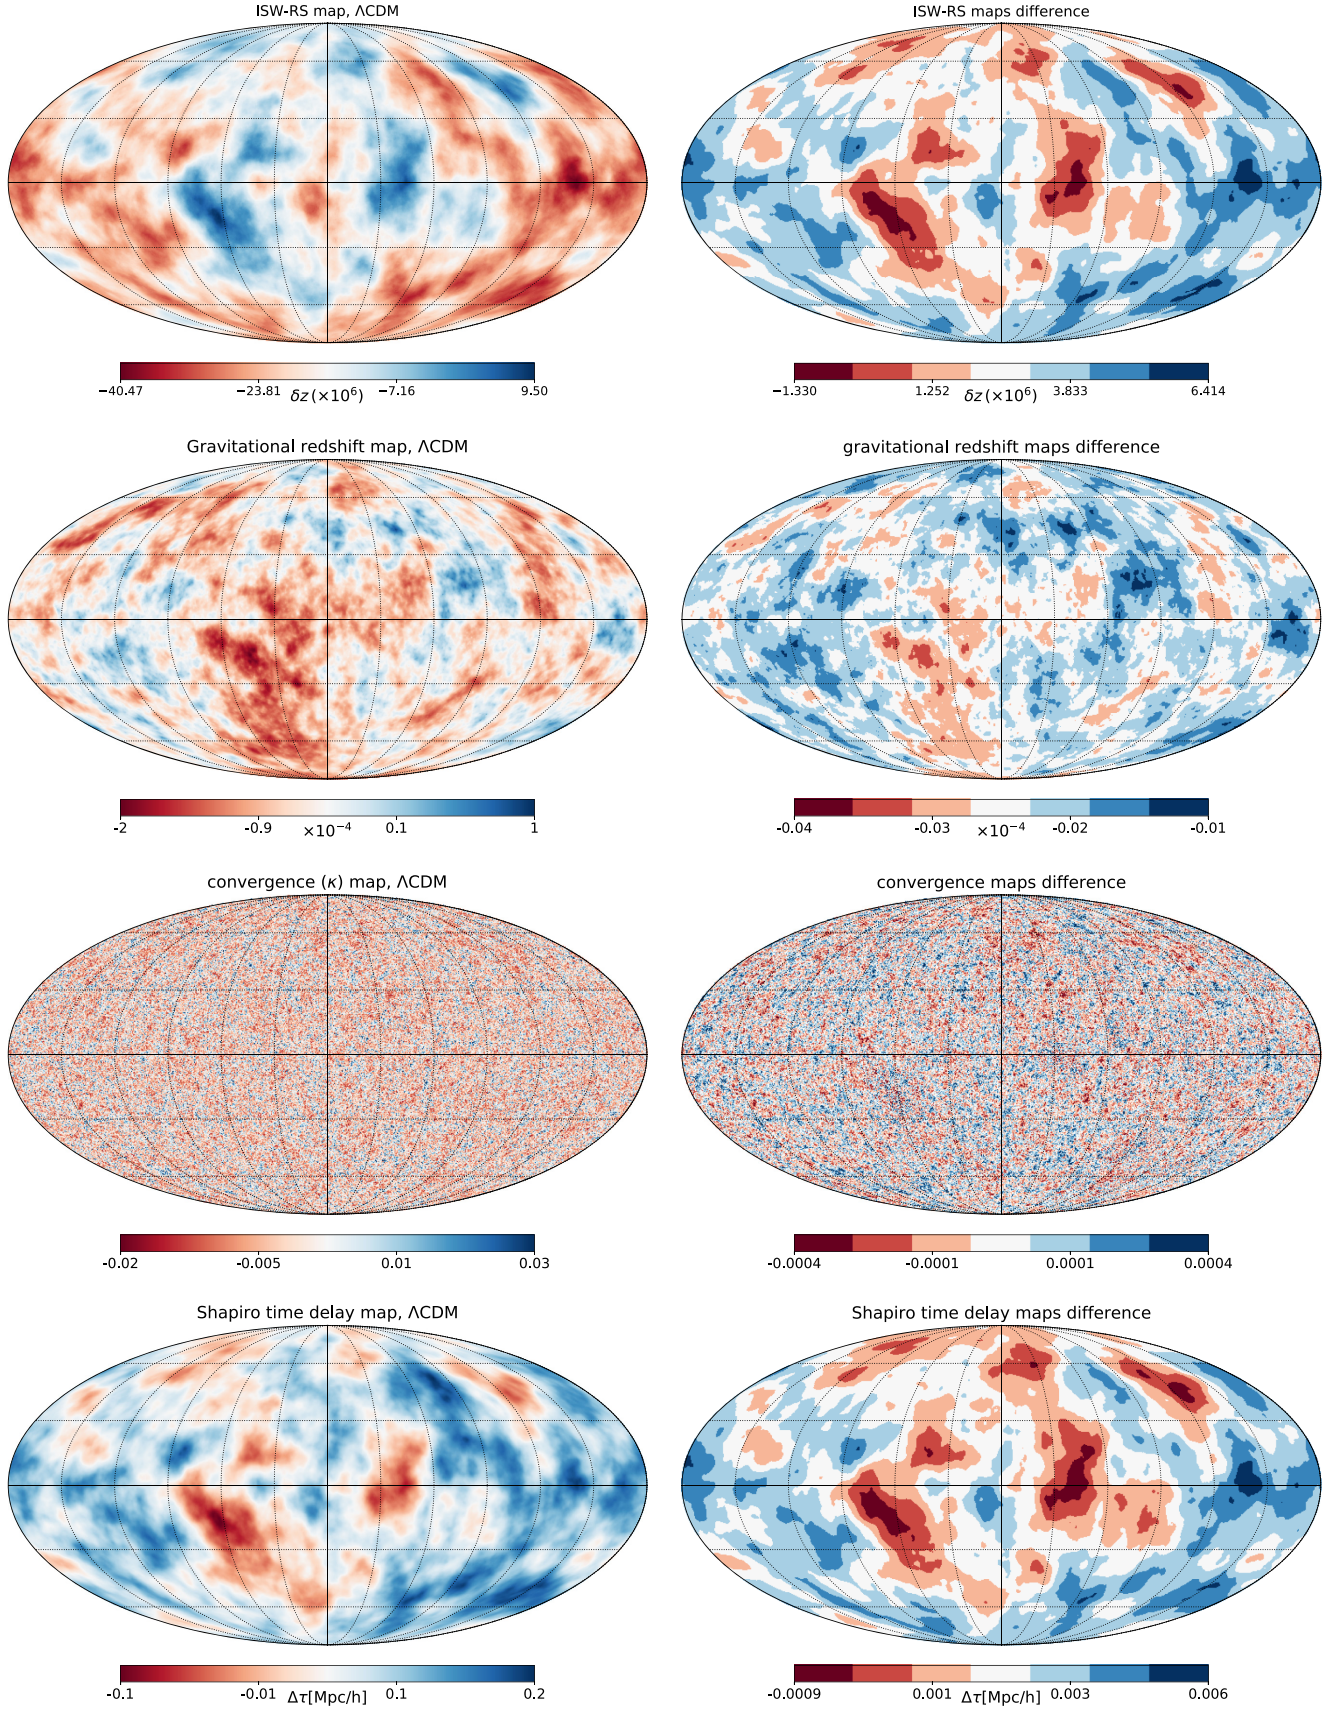 ISW-RS map, ΛCDM
ISW-RS maps difference
−40.47 −23.81 −7.16 9.50
δz (×10⁶)
−1.330 1.252 3.833 6.414
δz (×10⁶)
Gravitational redshift map, ΛCDM
gravitational redshift maps difference
-2 -0.9 0.1 1
×10⁻⁴
-0.04 -0.03 -0.02 -0.01
×10⁻⁴
convergence (κ) map, ΛCDM
convergence maps difference
-0.02 -0.005 0.01 0.03
-0.0004 -0.0001 0.0001 0.0004
Shapiro time delay map, ΛCDM
Shapiro time delay maps difference
-0.1 -0.01 0.1 0.2
Δτ[Mpc/h]
-0.0009 0.001 0.003 0.006
Δτ[Mpc/h]